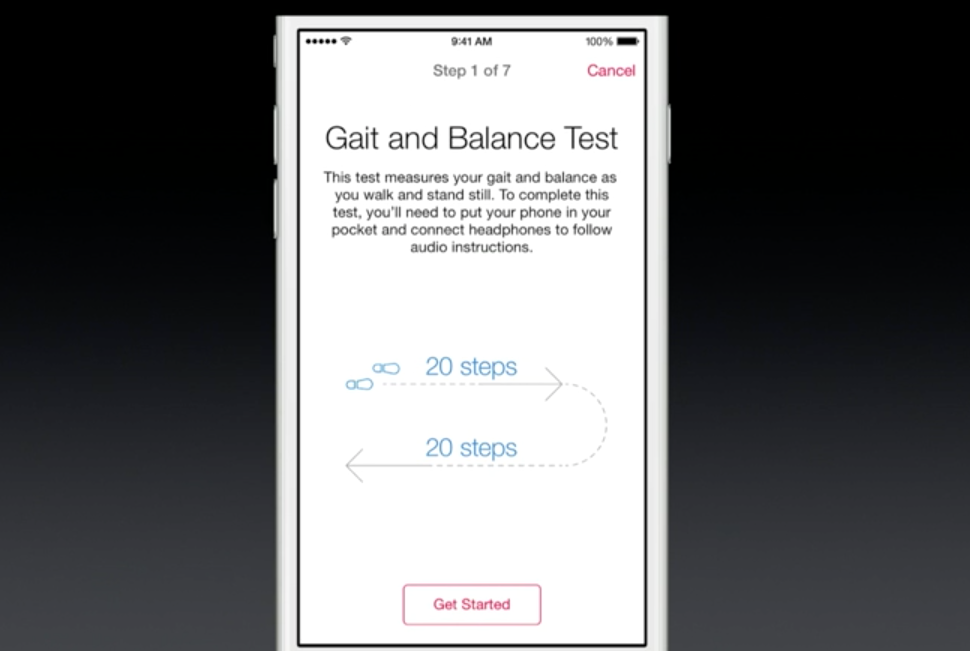 9:41 AM
100%
Step 1 of 7
Cancel
Gait and Balance Test
This test measures your gait and balance as
you walk and stand still. To complete this
test, you'll need to put your phone in your
pocket and connect headphones to follow
audio instructions.
20 steps
20 steps
Get Started